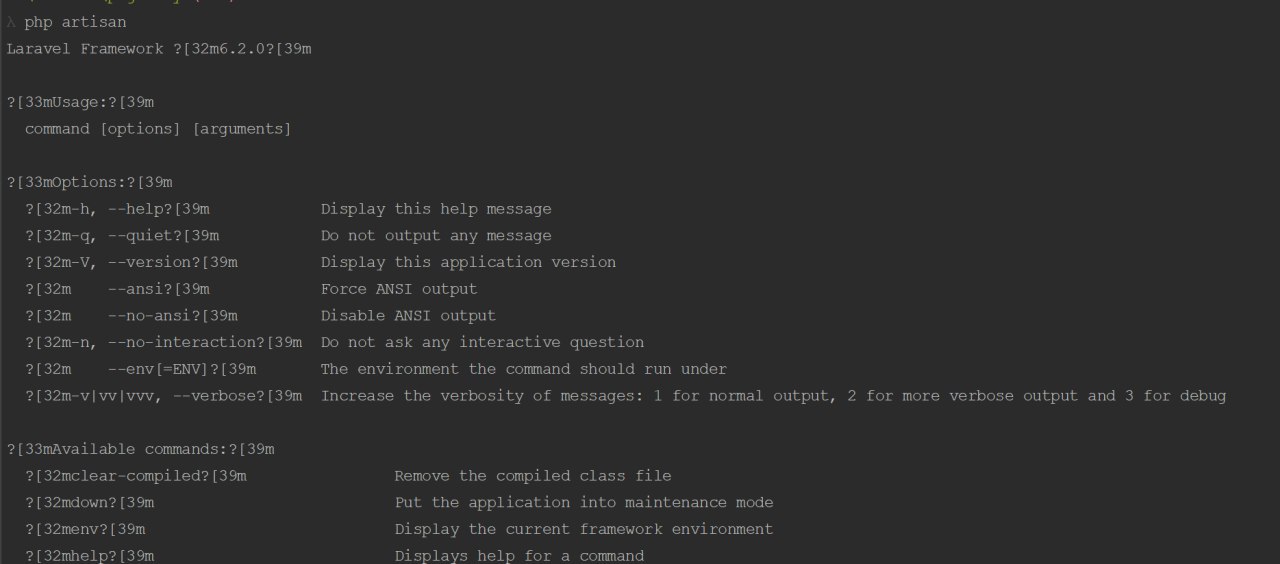 λ php artisan
Laravel Framework ?[32m6.2.0?[39m
?[33mUsage:?[39m
  command [options] [arguments]
?[33mOptions:?[39m
  ?[32m-h, --help?[39m            Display this help message
  ?[32m-q, --quiet?[39m           Do not output any message
  ?[32m-V, --version?[39m         Display this application version
  ?[32m    --ansi?[39m            Force ANSI output
  ?[32m    --no-ansi?[39m         Disable ANSI output
  ?[32m-n, --no-interaction?[39m  Do not ask any interactive question
  ?[32m    --env[=ENV]?[39m       The environment the command should run under
  ?[32m-v|vv|vvv, --verbose?[39m  Increase the verbosity of messages: 1 for normal output, 2 for more verbose output and 3 for debug
?[33mAvailable commands:?[39m
  ?[32mclear-compiled?[39m                Remove the compiled class file
  ?[32mdown?[39m                          Put the application into maintenance mode
  ?[32menv?[39m                           Display the current framework environment
  ?[32mhelp?[39m                          Displays help for a command